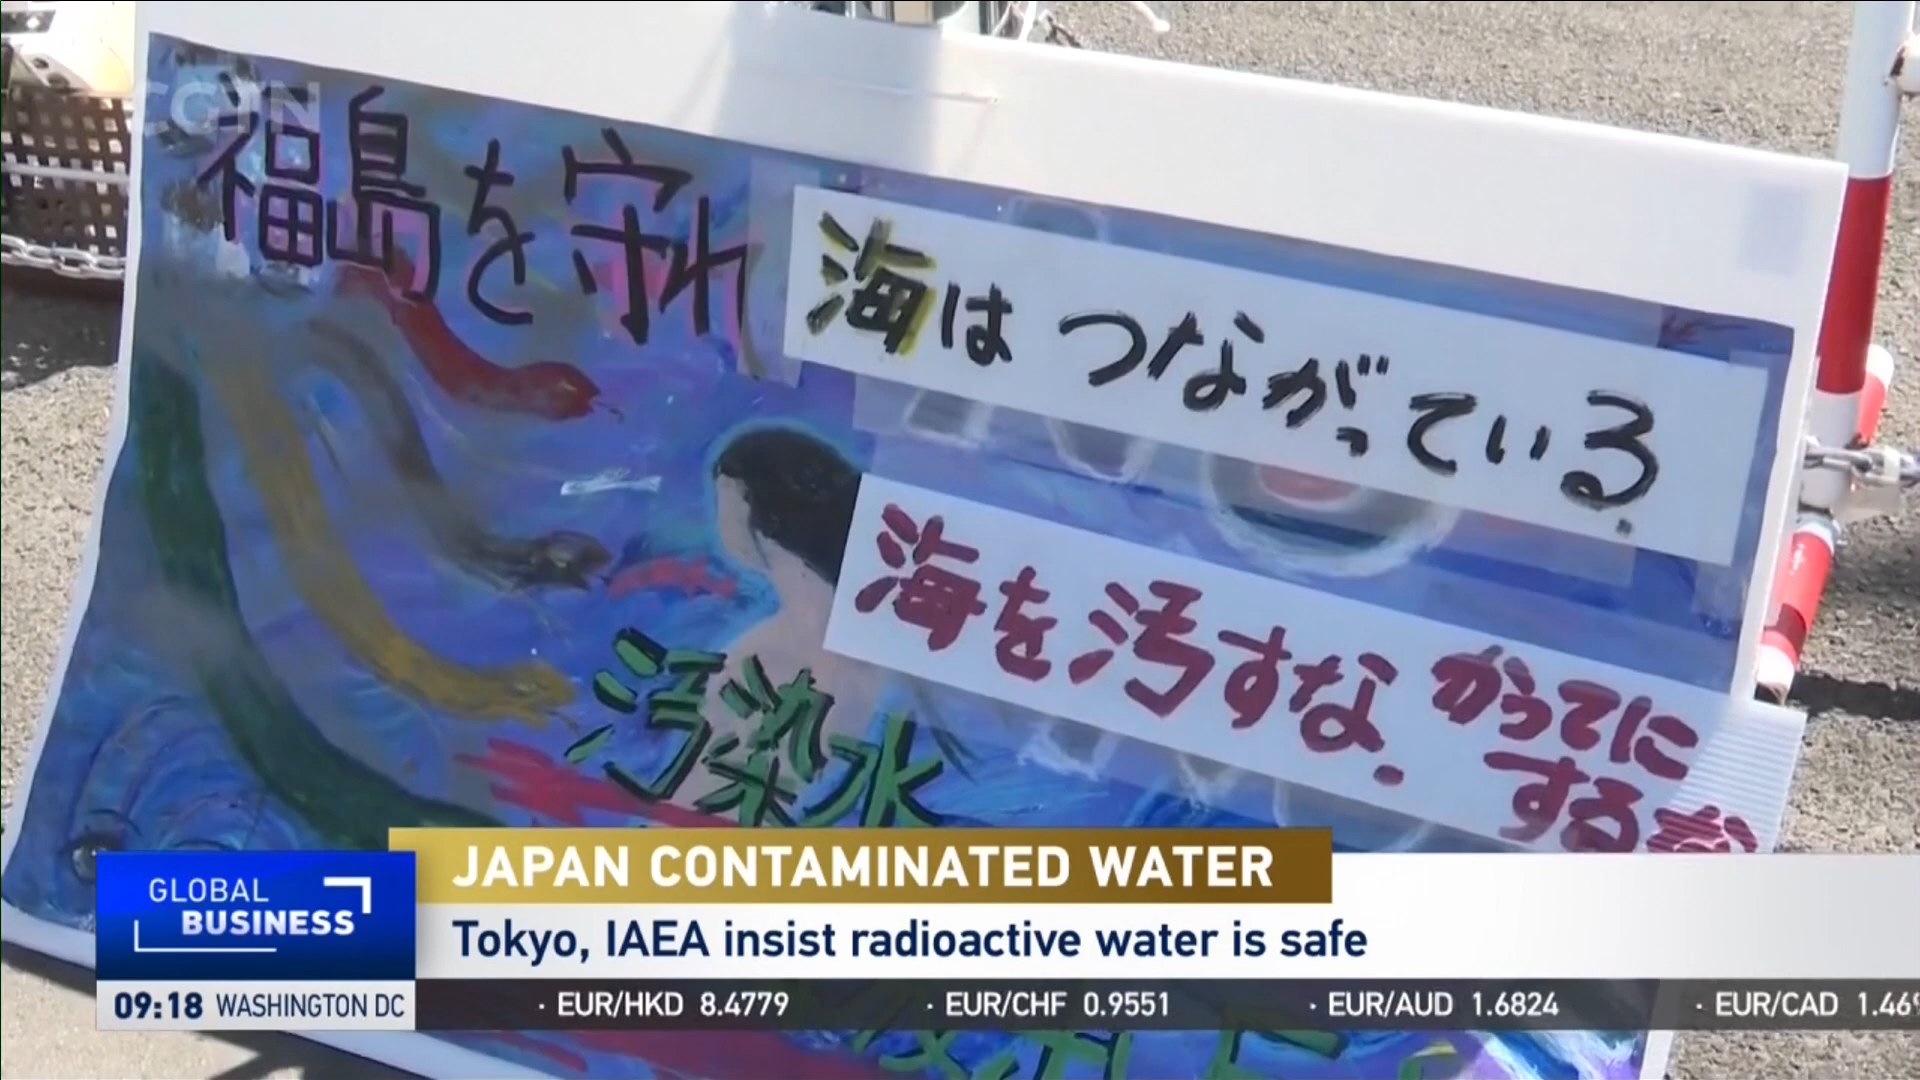 CGTN
福島を守れ
海は つながっている.
海を汚すな.
かってに
するな
汚染水
JAPAN CONTAMINATED WATER
GLOBAL
BUSINESS
Tokyo, IAEA insist radioactive water is safe
09:18 WASHINGTON DC
· EUR/HKD 8.4779 · EUR/CHF 0.9551 · EUR/AUD 1.6824 · EUR/CAD